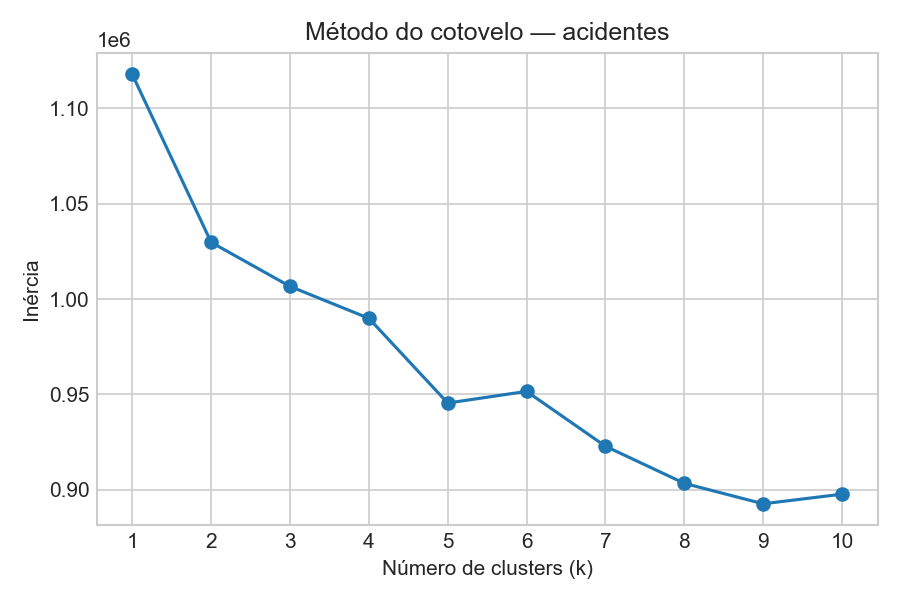 Método do cotovelo — acidentes
1e6
1.10
1.05
1.00
0.95
0.90
Inércia
1 2 3 4 5 6 7 8 9 10
Número de clusters (k)